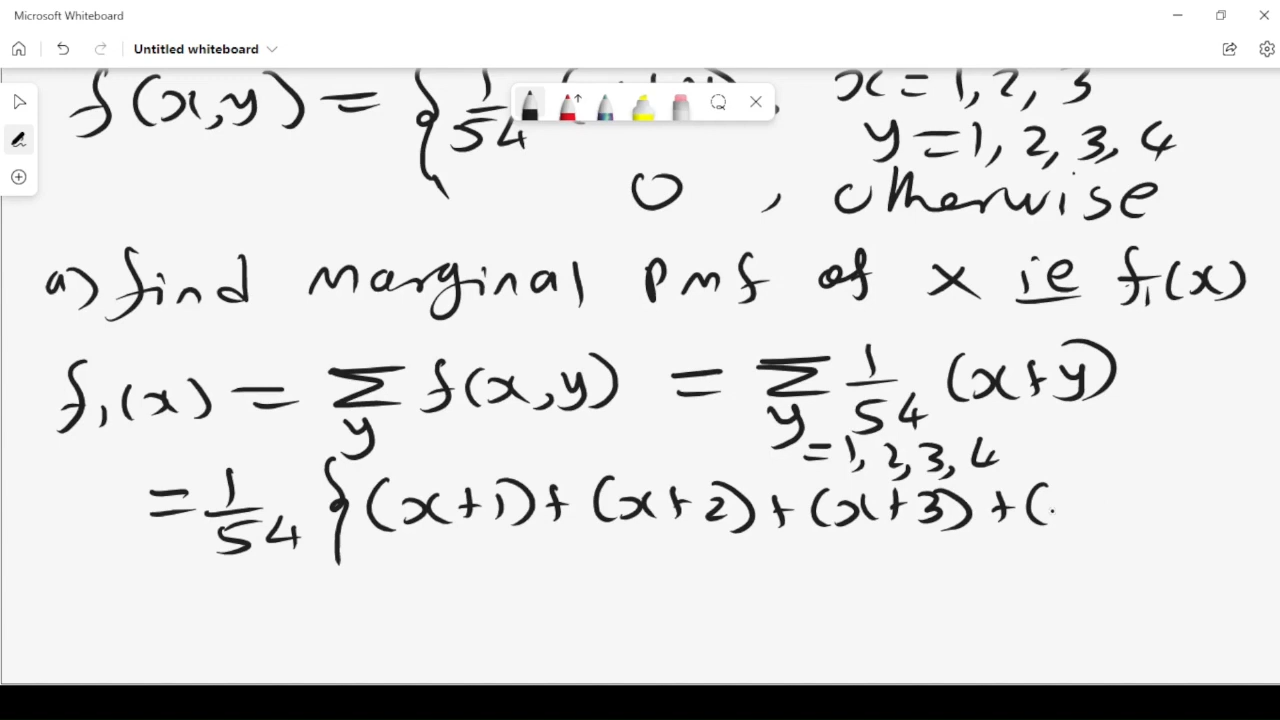 Microsoft Whiteboard
Untitled whiteboard
f(x,y) = { 1/54 (x+y), x = 1, 2, 3
y = 1, 2, 3, 4
0 , otherwise
a) find marginal pmf of x ie f₁(x)
f₁(x) = Σ_y f(x,y) = Σ_y 1/54 (x+y)
= 1, 2, 3, 4
= 1/54 { (x+1) + (x+2) + (x+3) + (